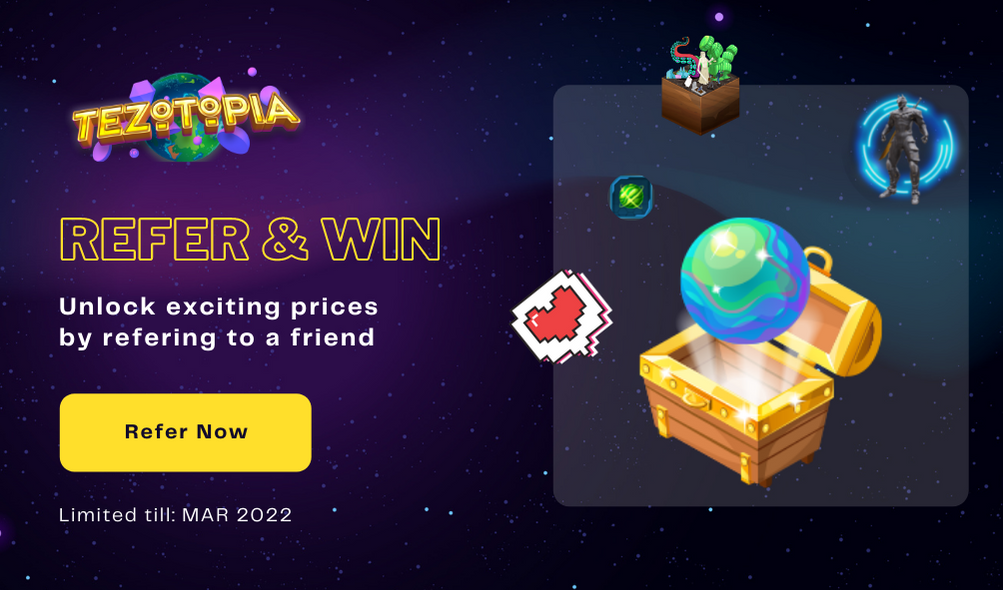 TEZOTOPIA
REFER & WIN
Unlock exciting prices
by refering to a friend
Refer Now
Limited till: MAR 2022